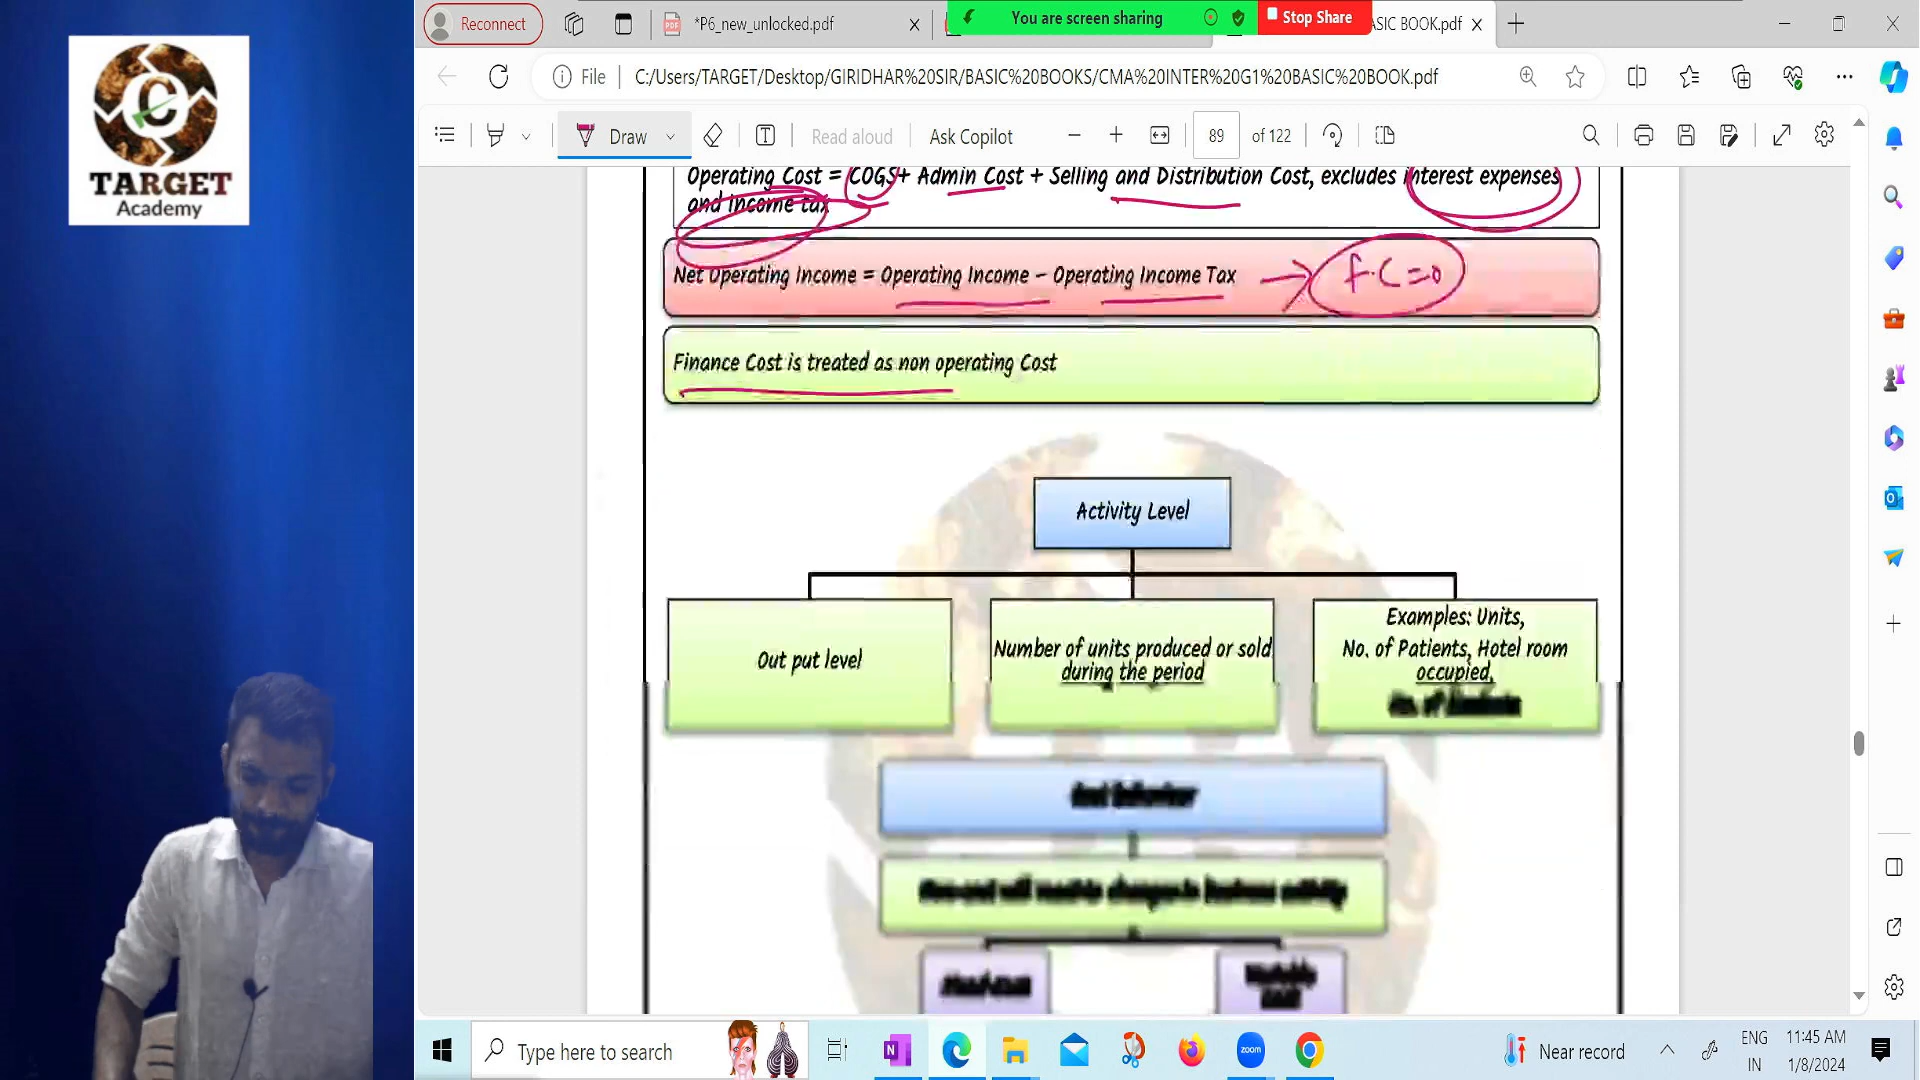 Reconnect
*P6_new_unlocked.pdf
You are screen sharing
Stop Share
ASIC BOOK.pdf
File
C:/Users/TARGET/Desktop/GIRIDHAR%20SIR/BASIC%20BOOKS/CMA%20INTER%20G1%20BASIC%20BOOK.pdf
Draw
Read aloud
Ask Copilot
89
of 122
C
TARGET
Academy
Operating Cost = COGS+ Admin Cost + Selling and Distribution Cost, excludes interest expenses
and Income tax
Net Operating Income = Operating Income – Operating Income Tax
F.C=0
Finance Cost is treated as non operating Cost
Activity Level
Out put level
Number of units produced or sold
during the period
Examples: Units,
No. of Patients, Hotel room
occupied,
Type here to search
zoom
Near record
ENG
IN
11:45 AM
1/8/2024